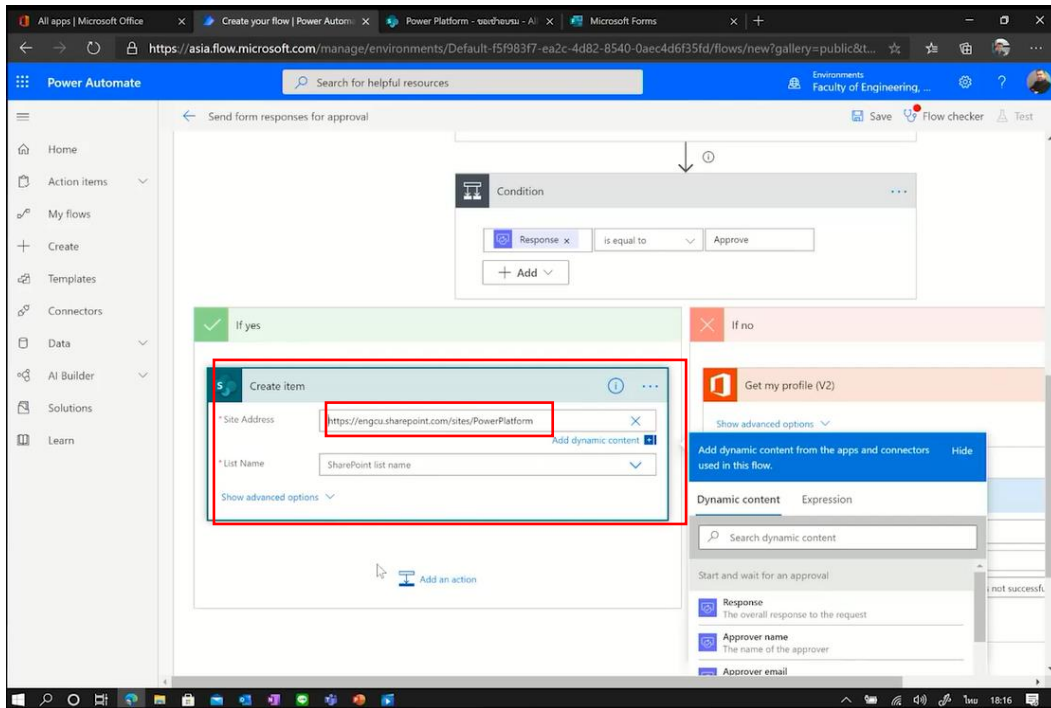 All apps | Microsoft Office
Create your flow | Power Automa
Power Platform - ขอเข้าอบรม - All
Microsoft Forms
https://asia.flow.microsoft.com/manage/environments/Default-f5f983f7-ea2c-4d82-8540-0aec4d6f35fd/flows/new?gallery=public&t...
Power Automate
Search for helpful resources
Environments
Faculty of Engineering, ...
Send form responses for approval
Save
Flow checker
Test
Home
Action items
My flows
Create
Templates
Connectors
Data
AI Builder
Solutions
Learn
Condition
Response
is equal to
Approve
Add
If yes
If no
Create item
* Site Address
https://engcu.sharepoint.com/sites/PowerPlatform
Add dynamic content
* List Name
SharePoint list name
Show advanced options
Add an action
Get my profile (V2)
Show advanced options
Add dynamic content from the apps and connectors
used in this flow.
Hide
Dynamic content
Expression
Search dynamic content
Start and wait for an approval
Response
The overall response to the request
Approver name
The name of the approver
Approver email
not successfu
ไทย
18:16